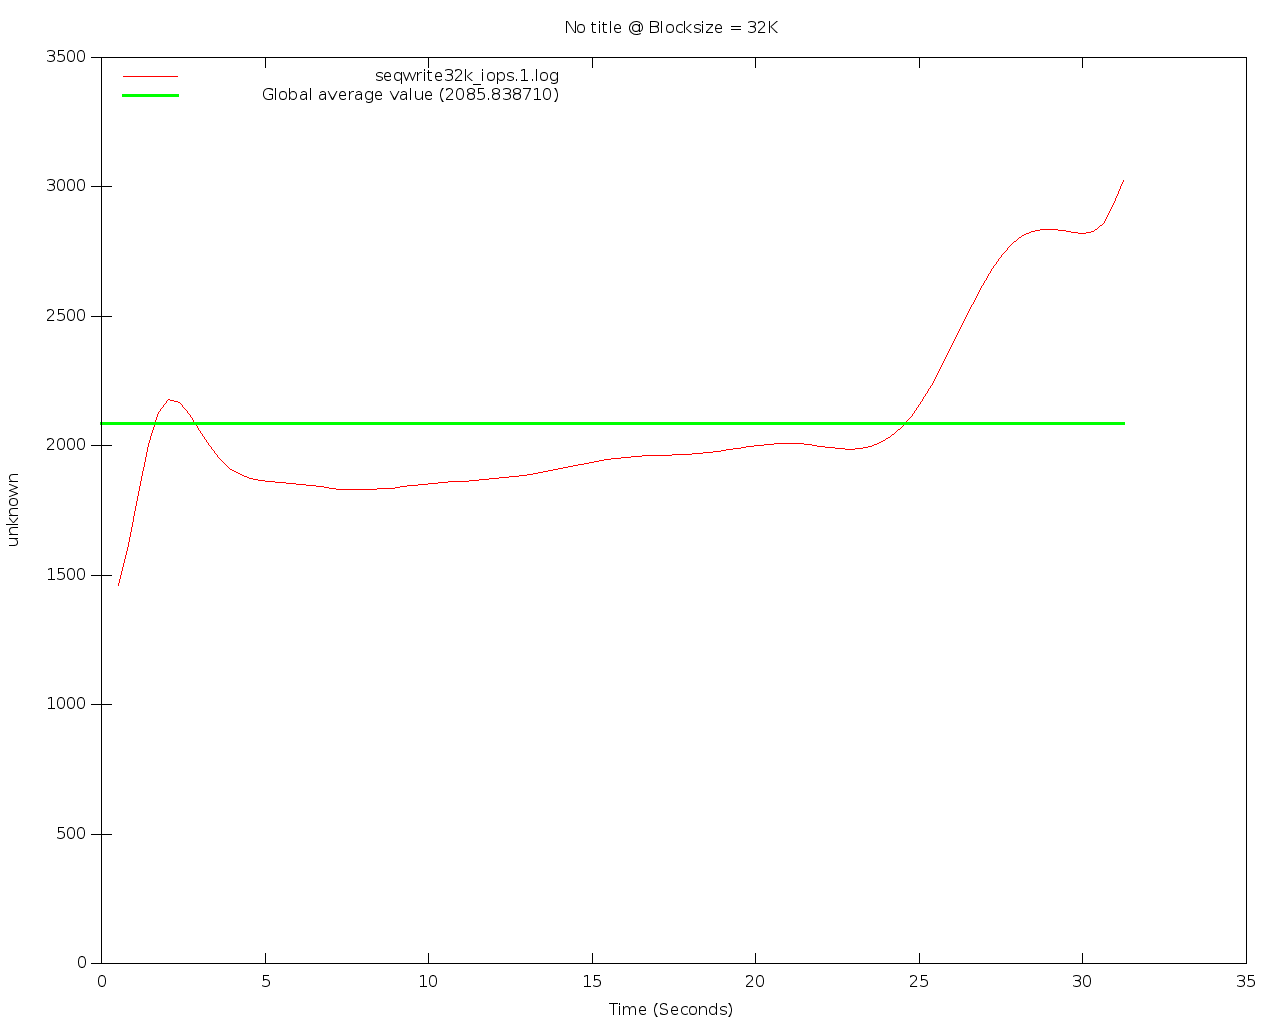 No title @ Blocksize = 32K
seqwrite32k_iops.1.log
Global average value (2085.838710)
3500
3000
2500
2000
1500
1000
500
0
unknown
0 5 10 15 20 25 30 35
Time (Seconds)